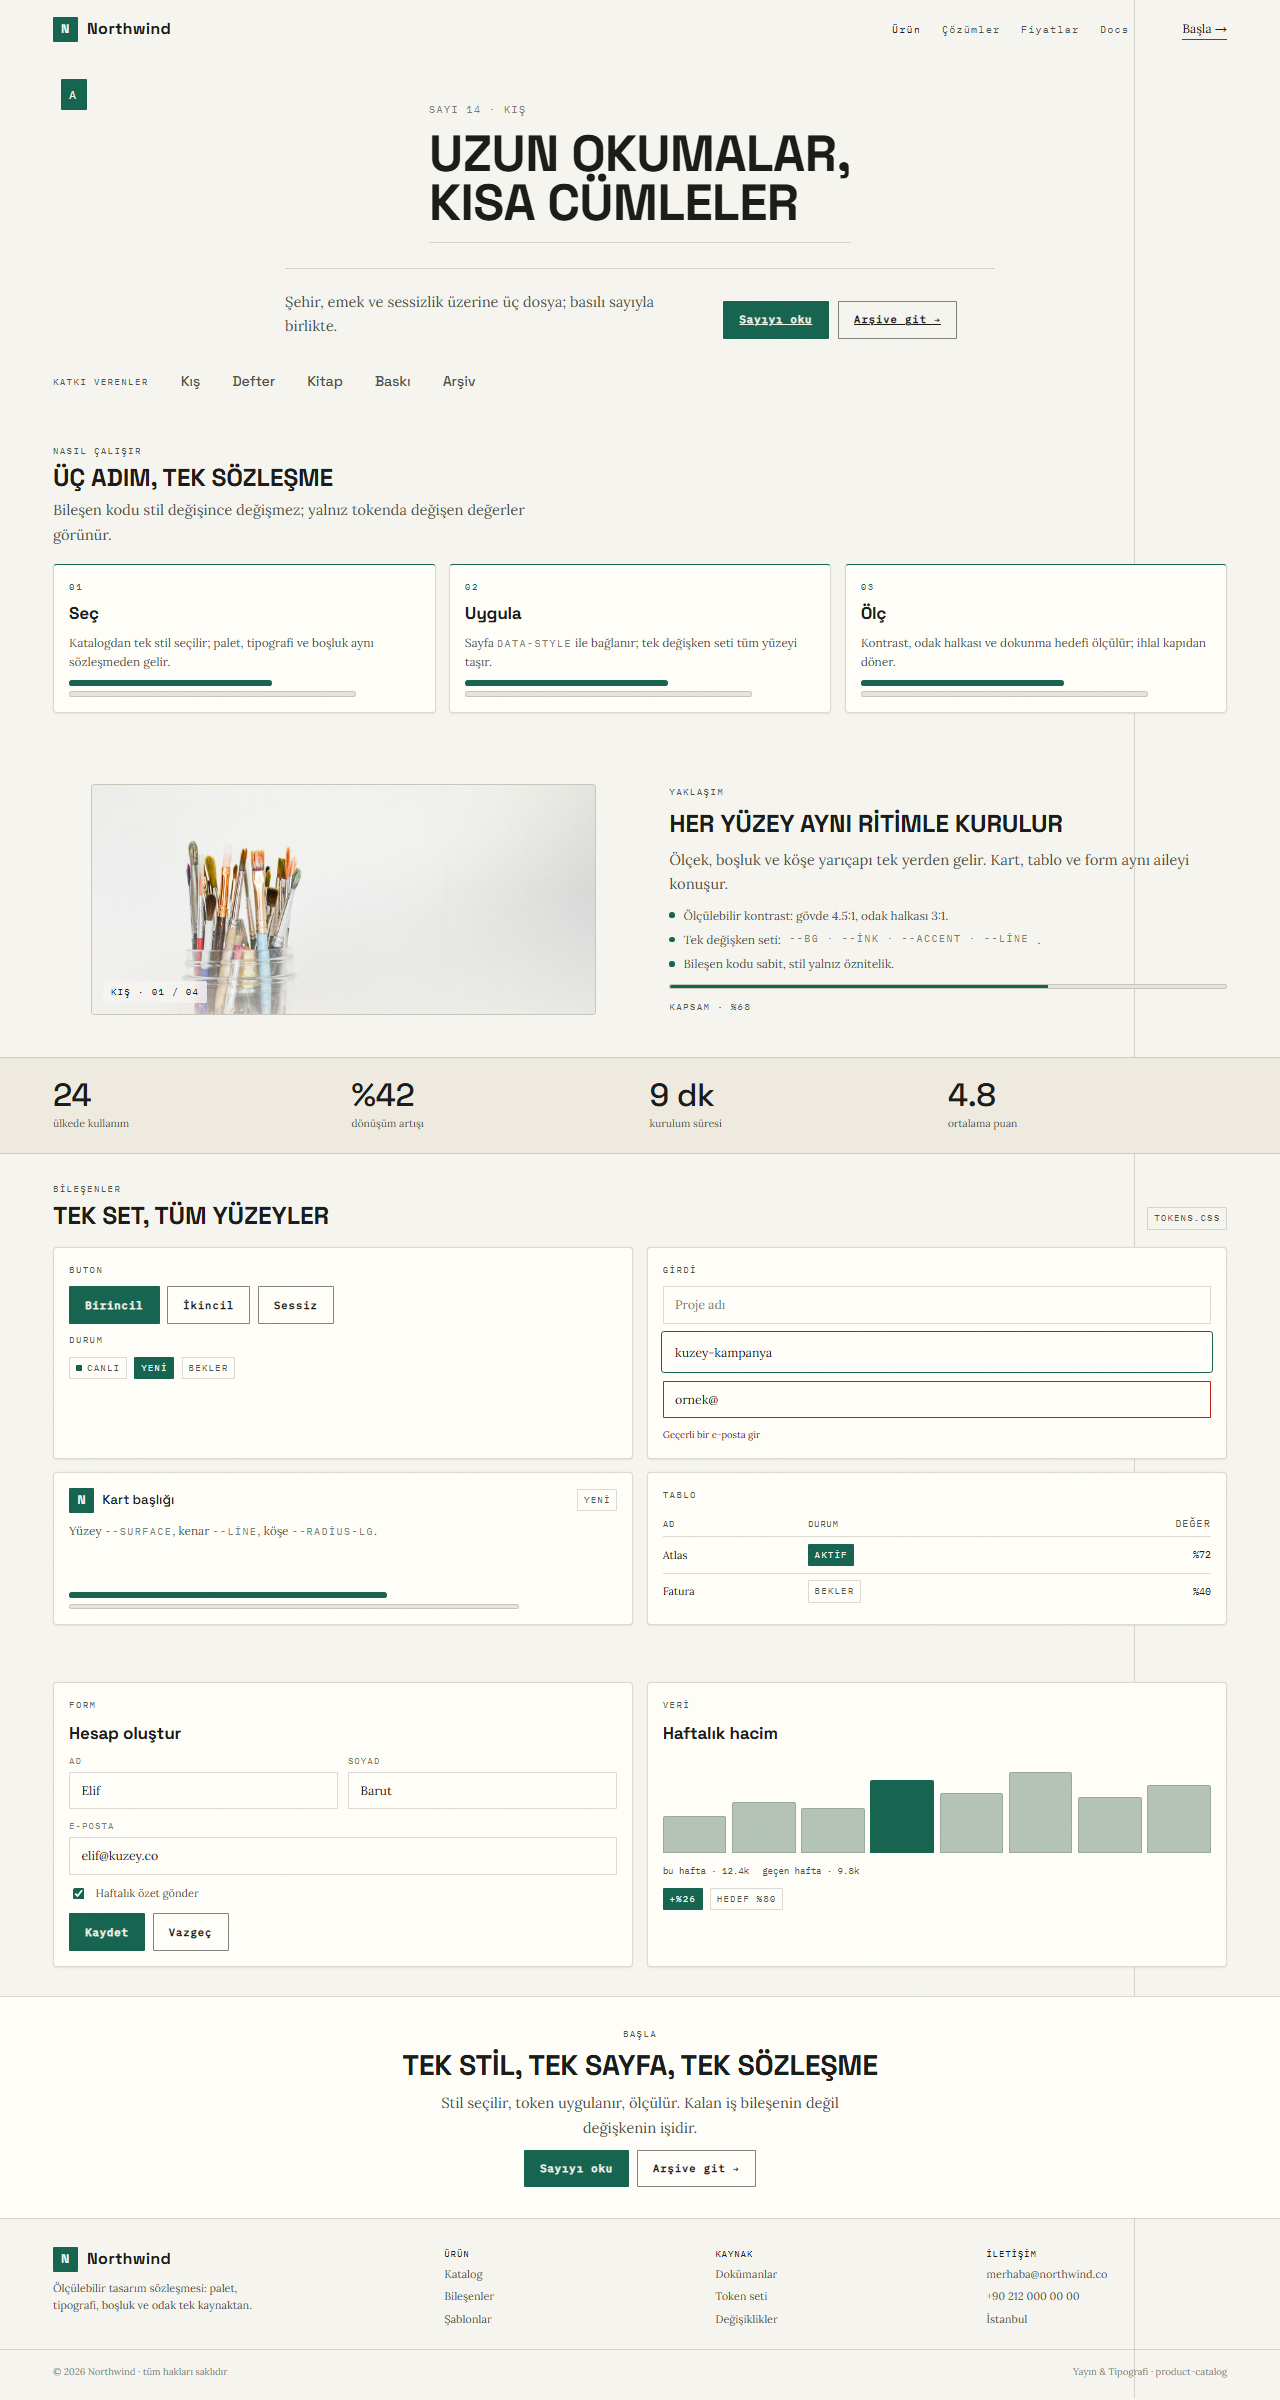 N Northwind
Ürün Çözümler Fiyatlar Docs Başla →
A
SAYI 14 · KIŞ
UZUN OKUMALAR,
KISA CÜMLELER
Şehir, emek ve sessizlik üzerine üç dosya; basılı sayıyla
birlikte.
Sayıyı oku Arşive git →
KATKI VERENLER Kış Defter Kitap Baskı Arşiv
NASIL ÇALIŞIR
ÜÇ ADIM, TEK SÖZLEŞME
Bileşen kodu stil değişince değişmez; yalnız tokenda değişen değerler
görünür.
01
Seç
Katalogdan tek stil seçilir; palet, tipografi ve boşluk aynı
sözleşmeden gelir.
02
Uygula
Sayfa DATA-STYLE ile bağlanır; tek değişken seti tüm yüzeyi
taşır.
03
Ölç
Kontrast, odak halkası ve dokunma hedefi ölçülür; ihlal kapıdan
döner.
KIŞ · 01 / 04
YAKLAŞIM
HER YÜZEY AYNI RİTİMLE KURULUR
Ölçek, boşluk ve köşe yarıçapı tek yerden gelir. Kart, tablo ve form aynı aileyi
konuşur.
Ölçülebilir kontrast: gövde 4.5:1, odak halkası 3:1.
Tek değişken seti: --BG · --İNK · --ACCENT · --LİNE .
Bileşen kodu sabit, stil yalnız öznitelik.
KAPSAM · %68
24
ülkede kullanım
%42
dönüşüm artışı
9 dk
kurulum süresi
4.8
ortalama puan
BİLEŞENLER
TEK SET, TÜM YÜZEYLER
TOKENS.CSS
BUTON
Birincil İkincil Sessiz
DURUM
CANLI YENİ BEKLER
GİRDİ
Proje adı
kuzey-kampanya
ornek@
Geçerli bir e-posta gir
N Kart başlığı YENİ
Yüzey --SURFACE, kenar --LİNE, köşe --RADİUS-LG.
TABLO
AD DURUM DEĞER
Atlas AKTİF %72
Fatura BEKLER %40
FORM
Hesap oluştur
AD SOYAD
Elif Barut
E-POSTA
elif@kuzey.co
Haftalık özet gönder
Kaydet Vazgeç
VERİ
Haftalık hacim
bu hafta · 12.4k geçen hafta · 9.8k
+%26 HEDEF %80
BAŞLA
TEK STİL, TEK SAYFA, TEK SÖZLEŞME
Stil seçilir, token uygulanır, ölçülür. Kalan iş bileşenin değil
değişkenin işidir.
Sayıyı oku Arşive git →
N Northwind
Ölçülebilir tasarım sözleşmesi: palet,
tipografi, boşluk ve odak tek kaynaktan.
ÜRÜN
Katalog
Bileşenler
Şablonlar
KAYNAK
Dokümanlar
Token seti
Değişiklikler
İLETİŞİM
merhaba@northwind.co
+90 212 000 00 00
İstanbul
© 2026 Northwind · tüm hakları saklıdır
Yayın & Tipografi · product-catalog